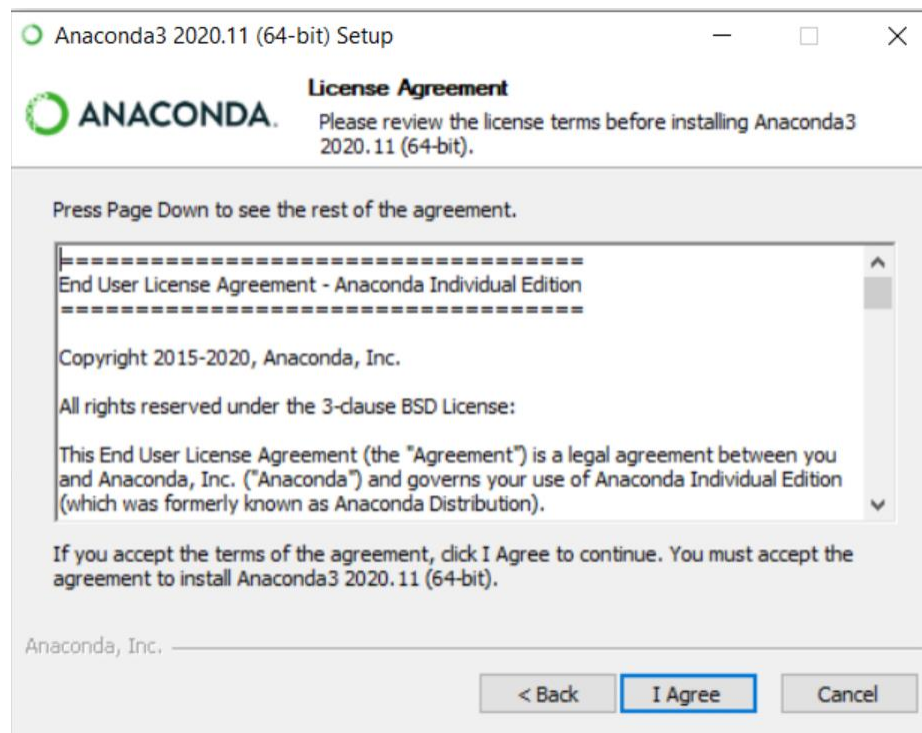 Anaconda3 2020.11 (64-bit) Setup
ANACONDA.
License Agreement
Please review the license terms before installing Anaconda3
2020.11 (64-bit).
Press Page Down to see the rest of the agreement.
===================================
End User License Agreement - Anaconda Individual Edition
===================================
Copyright 2015-2020, Anaconda, Inc.
All rights reserved under the 3-clause BSD License:
This End User License Agreement (the "Agreement") is a legal agreement between you
and Anaconda, Inc. ("Anaconda") and governs your use of Anaconda Individual Edition
(which was formerly known as Anaconda Distribution).
If you accept the terms of the agreement, click I Agree to continue. You must accept the
agreement to install Anaconda3 2020.11 (64-bit).
Anaconda, Inc.
< Back
I Agree
Cancel